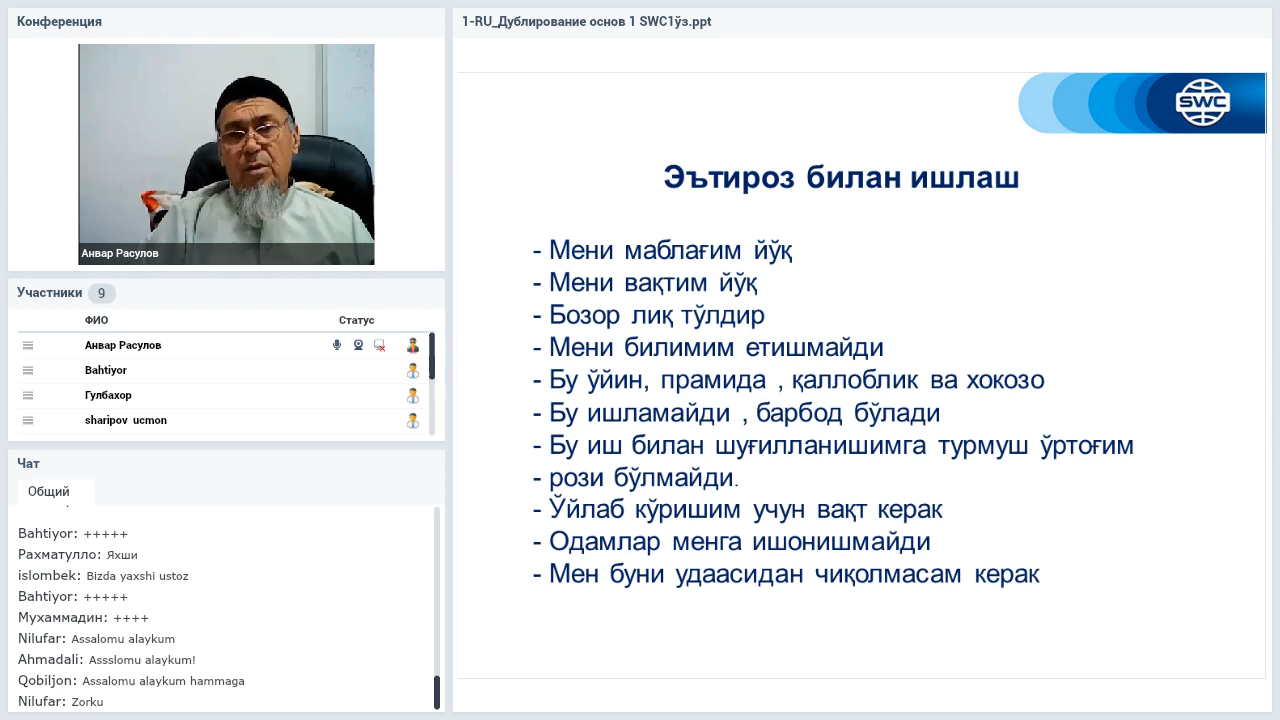 Конференция
Анвар Расулов
Участники 9
ФИО Статус
Анвар Расулов
Bahtiyor
Гулбахор
sharipov ucmon
Чат
Общий
Bahtiyor: +++++
Рахматулло: Яхши
islombek: Bizda yaxshi ustoz
Bahtiyor: +++++
Мухаммадин: ++++
Nilufar: Assalomu alaykum
Ahmadali: Assslomu alaykum!
Qobiljon: Assalomu alaykum hammaga
Nilufar: Zorku
1-RU_Дублирование основ 1 SWC1ўз.ppt
SWC
Эътироз билан ишлаш
- Мени маблағим йўқ
- Мени вақтим йўқ
- Бозор лиқ тўлдир
- Мени билимим етишмайди
- Бу ўйин, прамида , қаллоблик ва хокозо
- Бу ишламайди , барбод бўлади
- Бу иш билан шуғилланишимга турмуш ўртоғим
- рози бўлмайди.
- Ўйлаб кўришим учун вақт керак
- Одамлар менга ишонишмайди
- Мен буни удаасидан чиқолмасам керак